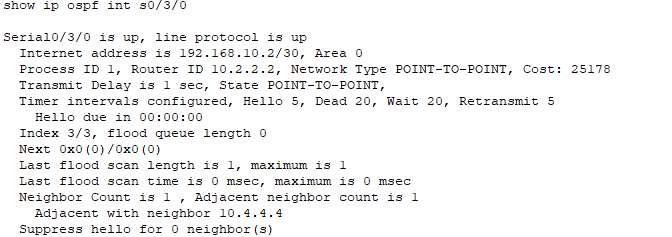 show ip ospf int s0/3/0
Serial0/3/0 is up, line protocol is up
Internet address is 192.168.10.2/30, Area 0
Process ID 1, Router ID 10.2.2.2, Network Type POINT-TO-POINT, Cost: 25178
Transmit Delay is 1 sec, State POINT-TO-POINT,
Timer intervals configured, Hello 5, Dead 20, Wait 20, Retransmit 5
Hello due in 00:00:00
Index 3/3, flood queue length 0
Next 0x0(0)/0x0(0)
Last flood scan length is 1, maximum is 1
Last flood scan time is 0 msec, maximum is 0 msec
Neighbor Count is 1 , Adjacent neighbor count is 1
Adjacent with neighbor 10.4.4.4
Suppress hello for 0 neighbor(s)